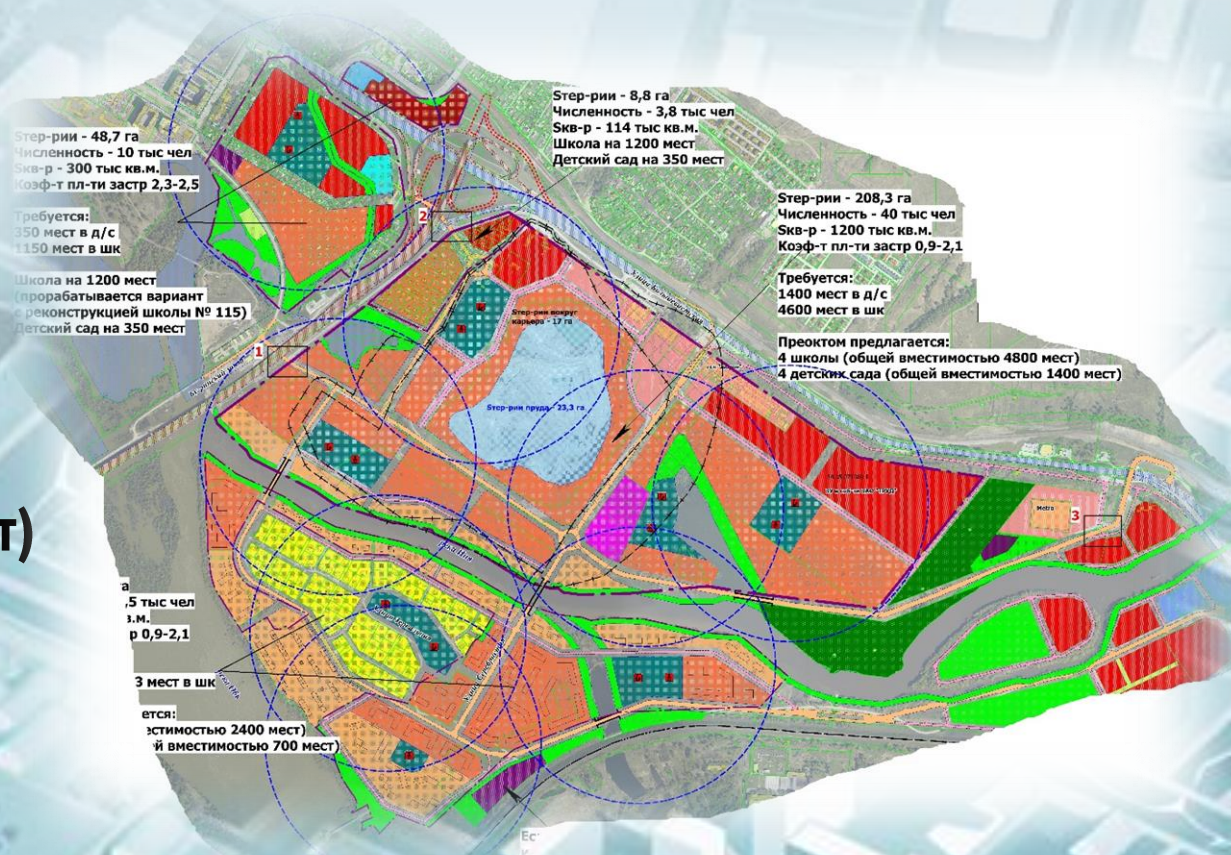 Sтер-рии - 48,7 га
Численность - 10 тыс чел
Sкв-р - 300 тыс кв.м.
Коэф-т пл-ти застр 2,3-2,5
Требуется:
350 мест в д/с
1150 мест в шк
Школа на 1200 мест
(прорабатывается вариант
с реконструкцией школы № 115)
Детский сад на 350 мест
Sтер-рии - 8,8 га
Численность - 3,8 тыс чел
Sкв-р - 114 тыс кв.м.
Школа на 1200 мест
Детский сад на 350 мест
Sтер-рии - 208,3 га
Численность - 40 тыс чел
Sкв-р - 1200 тыс кв.м.
Коэф-т пл-ти застр 0,9-2,1
Требуется:
1400 мест в д/с
4600 мест в шк
Преоктом предлагается:
4 школы (общей вместимостью 4800 мест)
4 детских сада (общей вместимостью 1400 мест)
2
1
3
Sтер-рии вокруг
карьера - 17 га
Sтер-рии пруда - 23,3 га
Metro
т)
га
,5 тыс чел
в.м.
р 0,9-2,1
3 мест в шк
ется:
естимостью 2400 мест)
й вместимостью 700 мест)
Ес